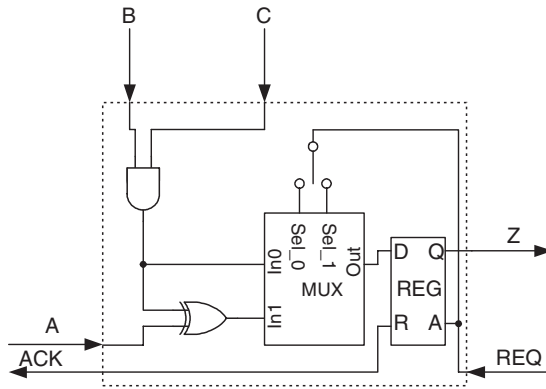 B
C
Sel_0
Sel_1
In0
Out
D
Q
Z
MUX
REG
In1
R
A
A
ACK
REQ